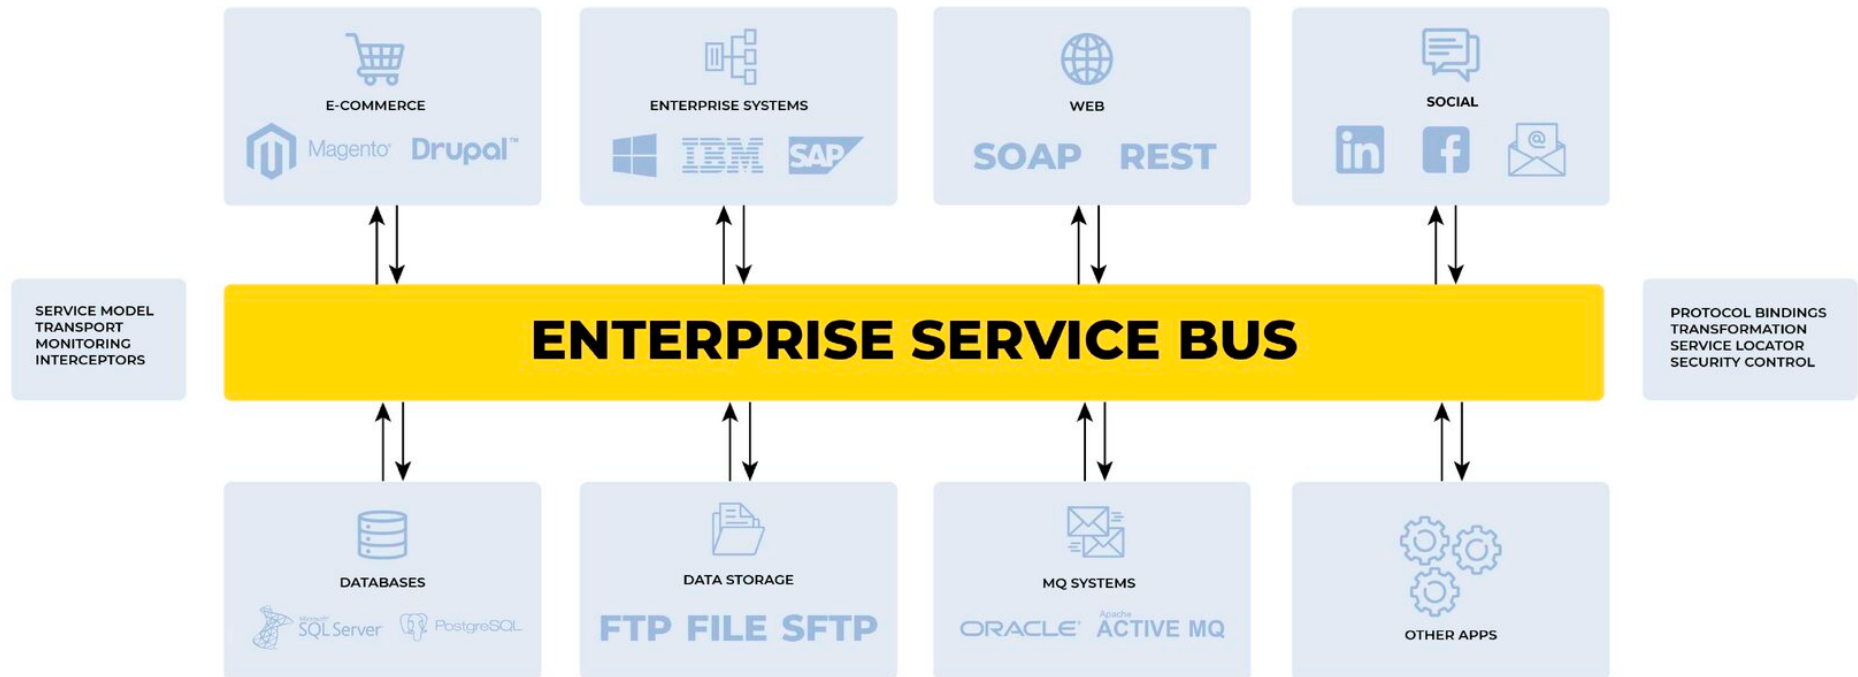 E-COMMERCE
Magento® Drupal™
ENTERPRISE SYSTEMS
IBM SAP
WEB
SOAP REST
SOCIAL
in f @
SERVICE MODEL
TRANSPORT
MONITORING
INTERCEPTORS
ENTERPRISE SERVICE BUS
PROTOCOL BINDINGS
TRANSFORMATION
SERVICE LOCATOR
SECURITY CONTROL
DATABASES
Microsoft®
SQL Server PostgreSQL
DATA STORAGE
FTP FILE SFTP
MQ SYSTEMS
Apache
ORACLE® ACTIVE MQ
OTHER APPS